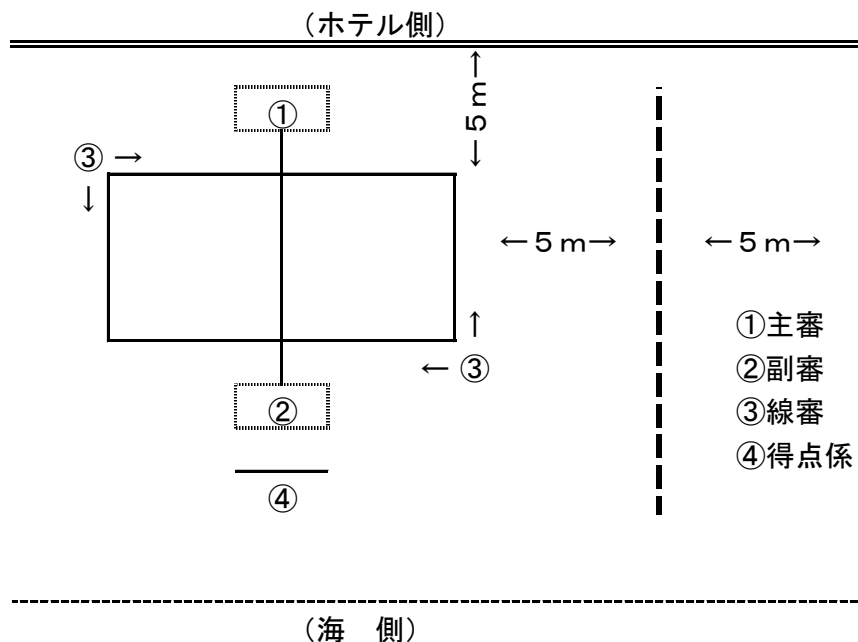 （ホテル側）
①
←５ｍ→
③ →
↓
←５ｍ→
←５ｍ→
↑
← ③
②
④
①主審
②副審
③線審
④得点係
（海　側）